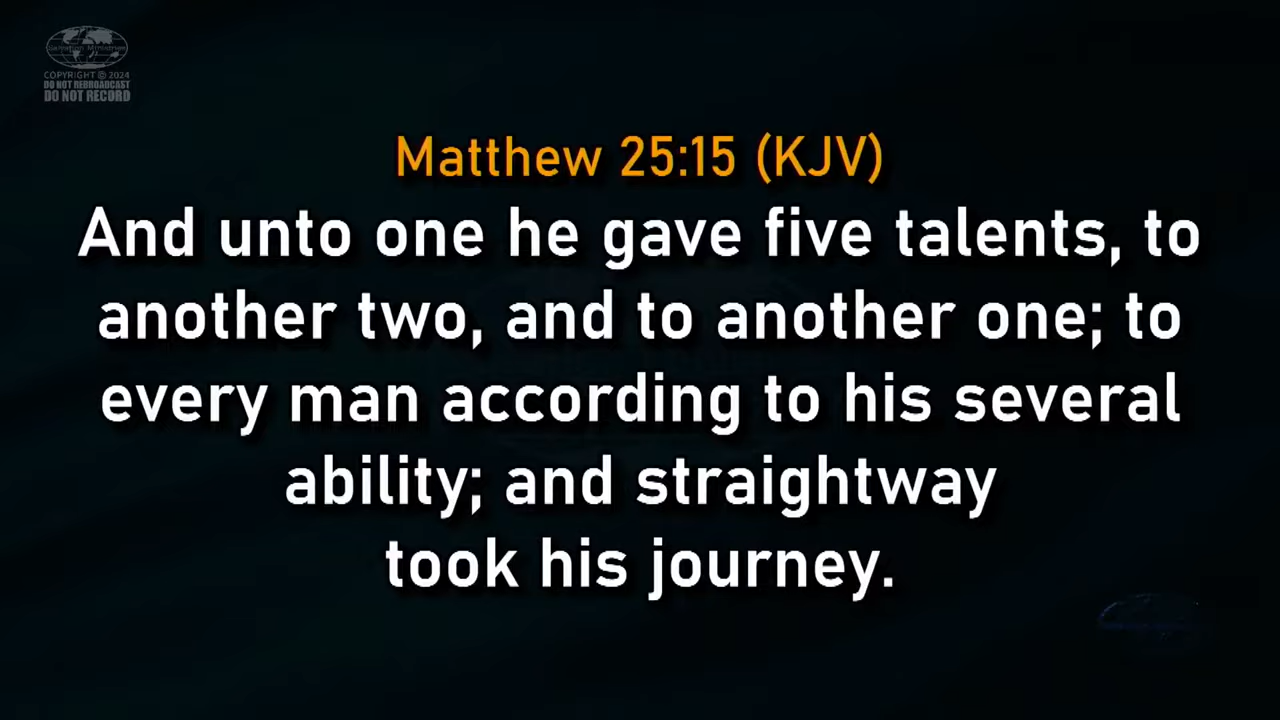 Salvation Ministries
COPYRIGHT © 2024
DO NOT REBROADCAST
DO NOT RECORD
Matthew 25:15 (KJV)
And unto one he gave five talents, to
another two, and to another one; to
every man according to his several
ability; and straightway
took his journey.